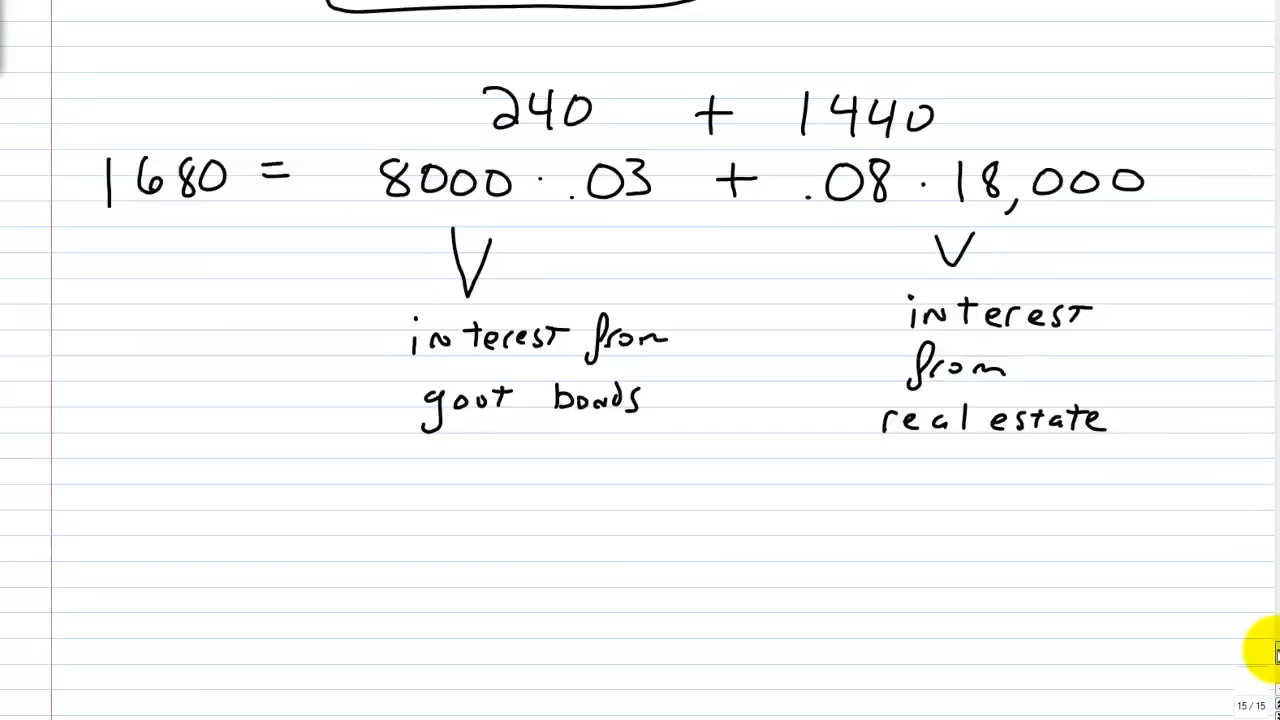 240 + 1440
1680 = 8000 · .03 + .08 · 18,000
interest from
govt bonds
interest
from
real estate
15 / 15